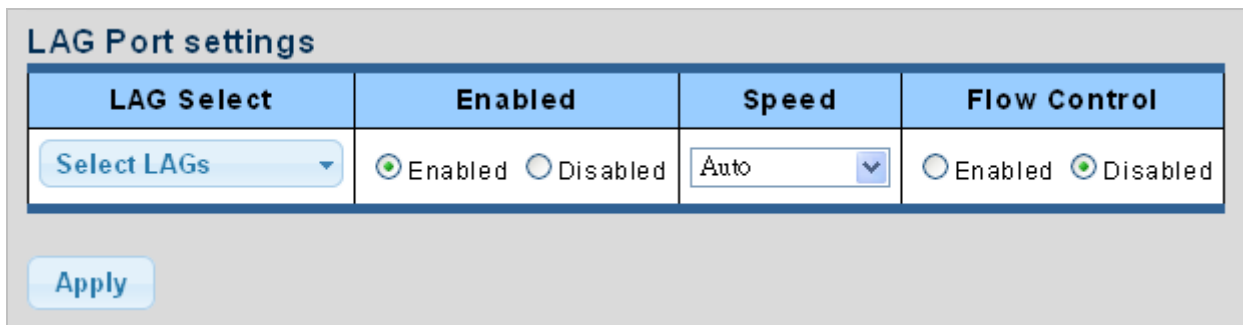 LAG Port settings
LAG Select Enabled Speed Flow Control
Select LAGs Enabled Disabled Auto Enabled Disabled
Apply